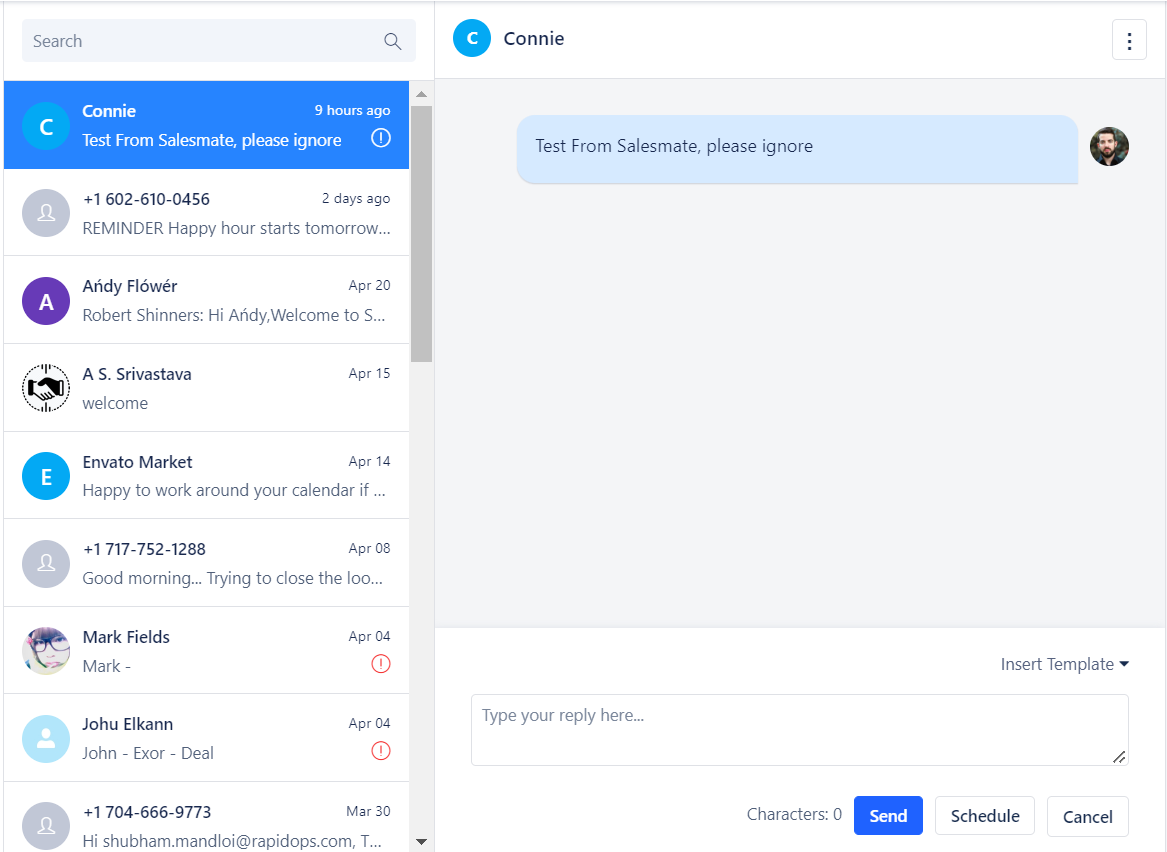 Search
C
Connie
9 hours ago
Test From Salesmate, please ignore
+1 602-610-0456
2 days ago
REMINDER Happy hour starts tomorrow...
A
Ańdy Flówér
Apr 20
Robert Shinners: Hi Ańdy,Welcome to S...
A S. Srivastava
Apr 15
welcome
E
Envato Market
Apr 14
Happy to work around your calendar if ...
+1 717-752-1288
Apr 08
Good morning... Trying to close the loo...
Mark Fields
Apr 04
Mark -
Johu Elkann
Apr 04
John - Exor - Deal
+1 704-666-9773
Mar 30
Hi shubham.mandloi@rapidops.com, T...
C
Connie
Test From Salesmate, please ignore
Insert Template
Type your reply here...
Characters: 0
Send
Schedule
Cancel